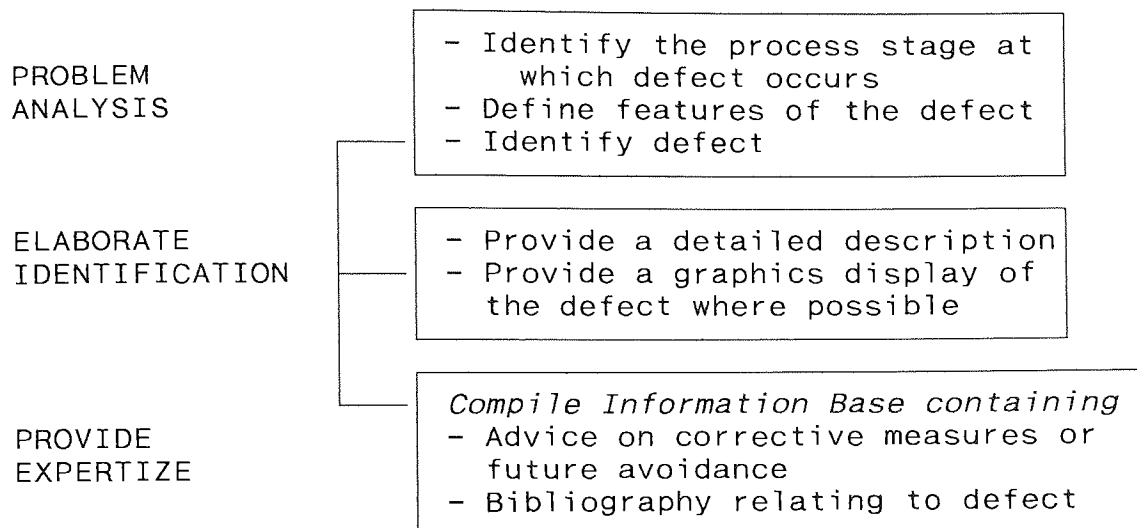 PROBLEM
ANALYSIS
- Identify the process stage at
which defect occurs
- Define features of the defect
- Identify defect
ELABORATE
IDENTIFICATION
- Provide a detailed description
- Provide a graphics display of
the defect where possible
PROVIDE
EXPERTIZE
Compile Information Base containing
- Advice on corrective measures or
future avoidance
- Bibliography relating to defect